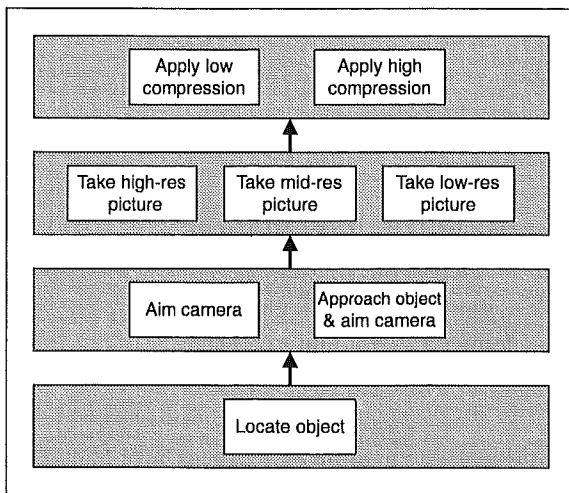 Apply low
compression
Apply high
compression
Take high-res
picture
Take mid-res
picture
Take low-res
picture
Aim camera
Approach object
& aim camera
Locate object